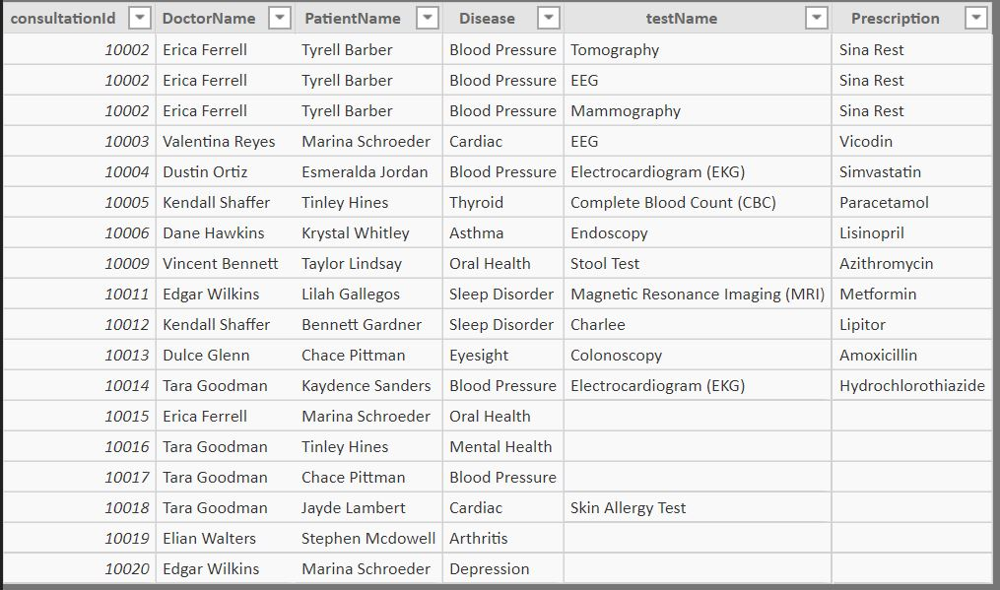 consultationId DoctorName PatientName Disease testName Prescription
10002 Erica Ferrell Tyrell Barber Blood Pressure Tomography Sina Rest
10002 Erica Ferrell Tyrell Barber Blood Pressure EEG Sina Rest
10002 Erica Ferrell Tyrell Barber Blood Pressure Mammography Sina Rest
10003 Valentina Reyes Marina Schroeder Cardiac EEG Vicodin
10004 Dustin Ortiz Esmeralda Jordan Blood Pressure Electrocardiogram (EKG) Simvastatin
10005 Kendall Shaffer Tinley Hines Thyroid Complete Blood Count (CBC) Paracetamol
10006 Dane Hawkins Krystal Whitley Asthma Endoscopy Lisinopril
10009 Vincent Bennett Taylor Lindsay Oral Health Stool Test Azithromycin
10011 Edgar Wilkins Lilah Gallegos Sleep Disorder Magnetic Resonance Imaging (MRI) Metformin
10012 Kendall Shaffer Bennett Gardner Sleep Disorder Charlee Lipitor
10013 Dulce Glenn Chace Pittman Eyesight Colonoscopy Amoxicillin
10014 Tara Goodman Kaydence Sanders Blood Pressure Electrocardiogram (EKG) Hydrochlorothiazide
10015 Erica Ferrell Marina Schroeder Oral Health
10016 Tara Goodman Tinley Hines Mental Health
10017 Tara Goodman Chace Pittman Blood Pressure
10018 Tara Goodman Jayde Lambert Cardiac Skin Allergy Test
10019 Elian Walters Stephen Mcdowell Arthritis
10020 Edgar Wilkins Marina Schroeder Depression